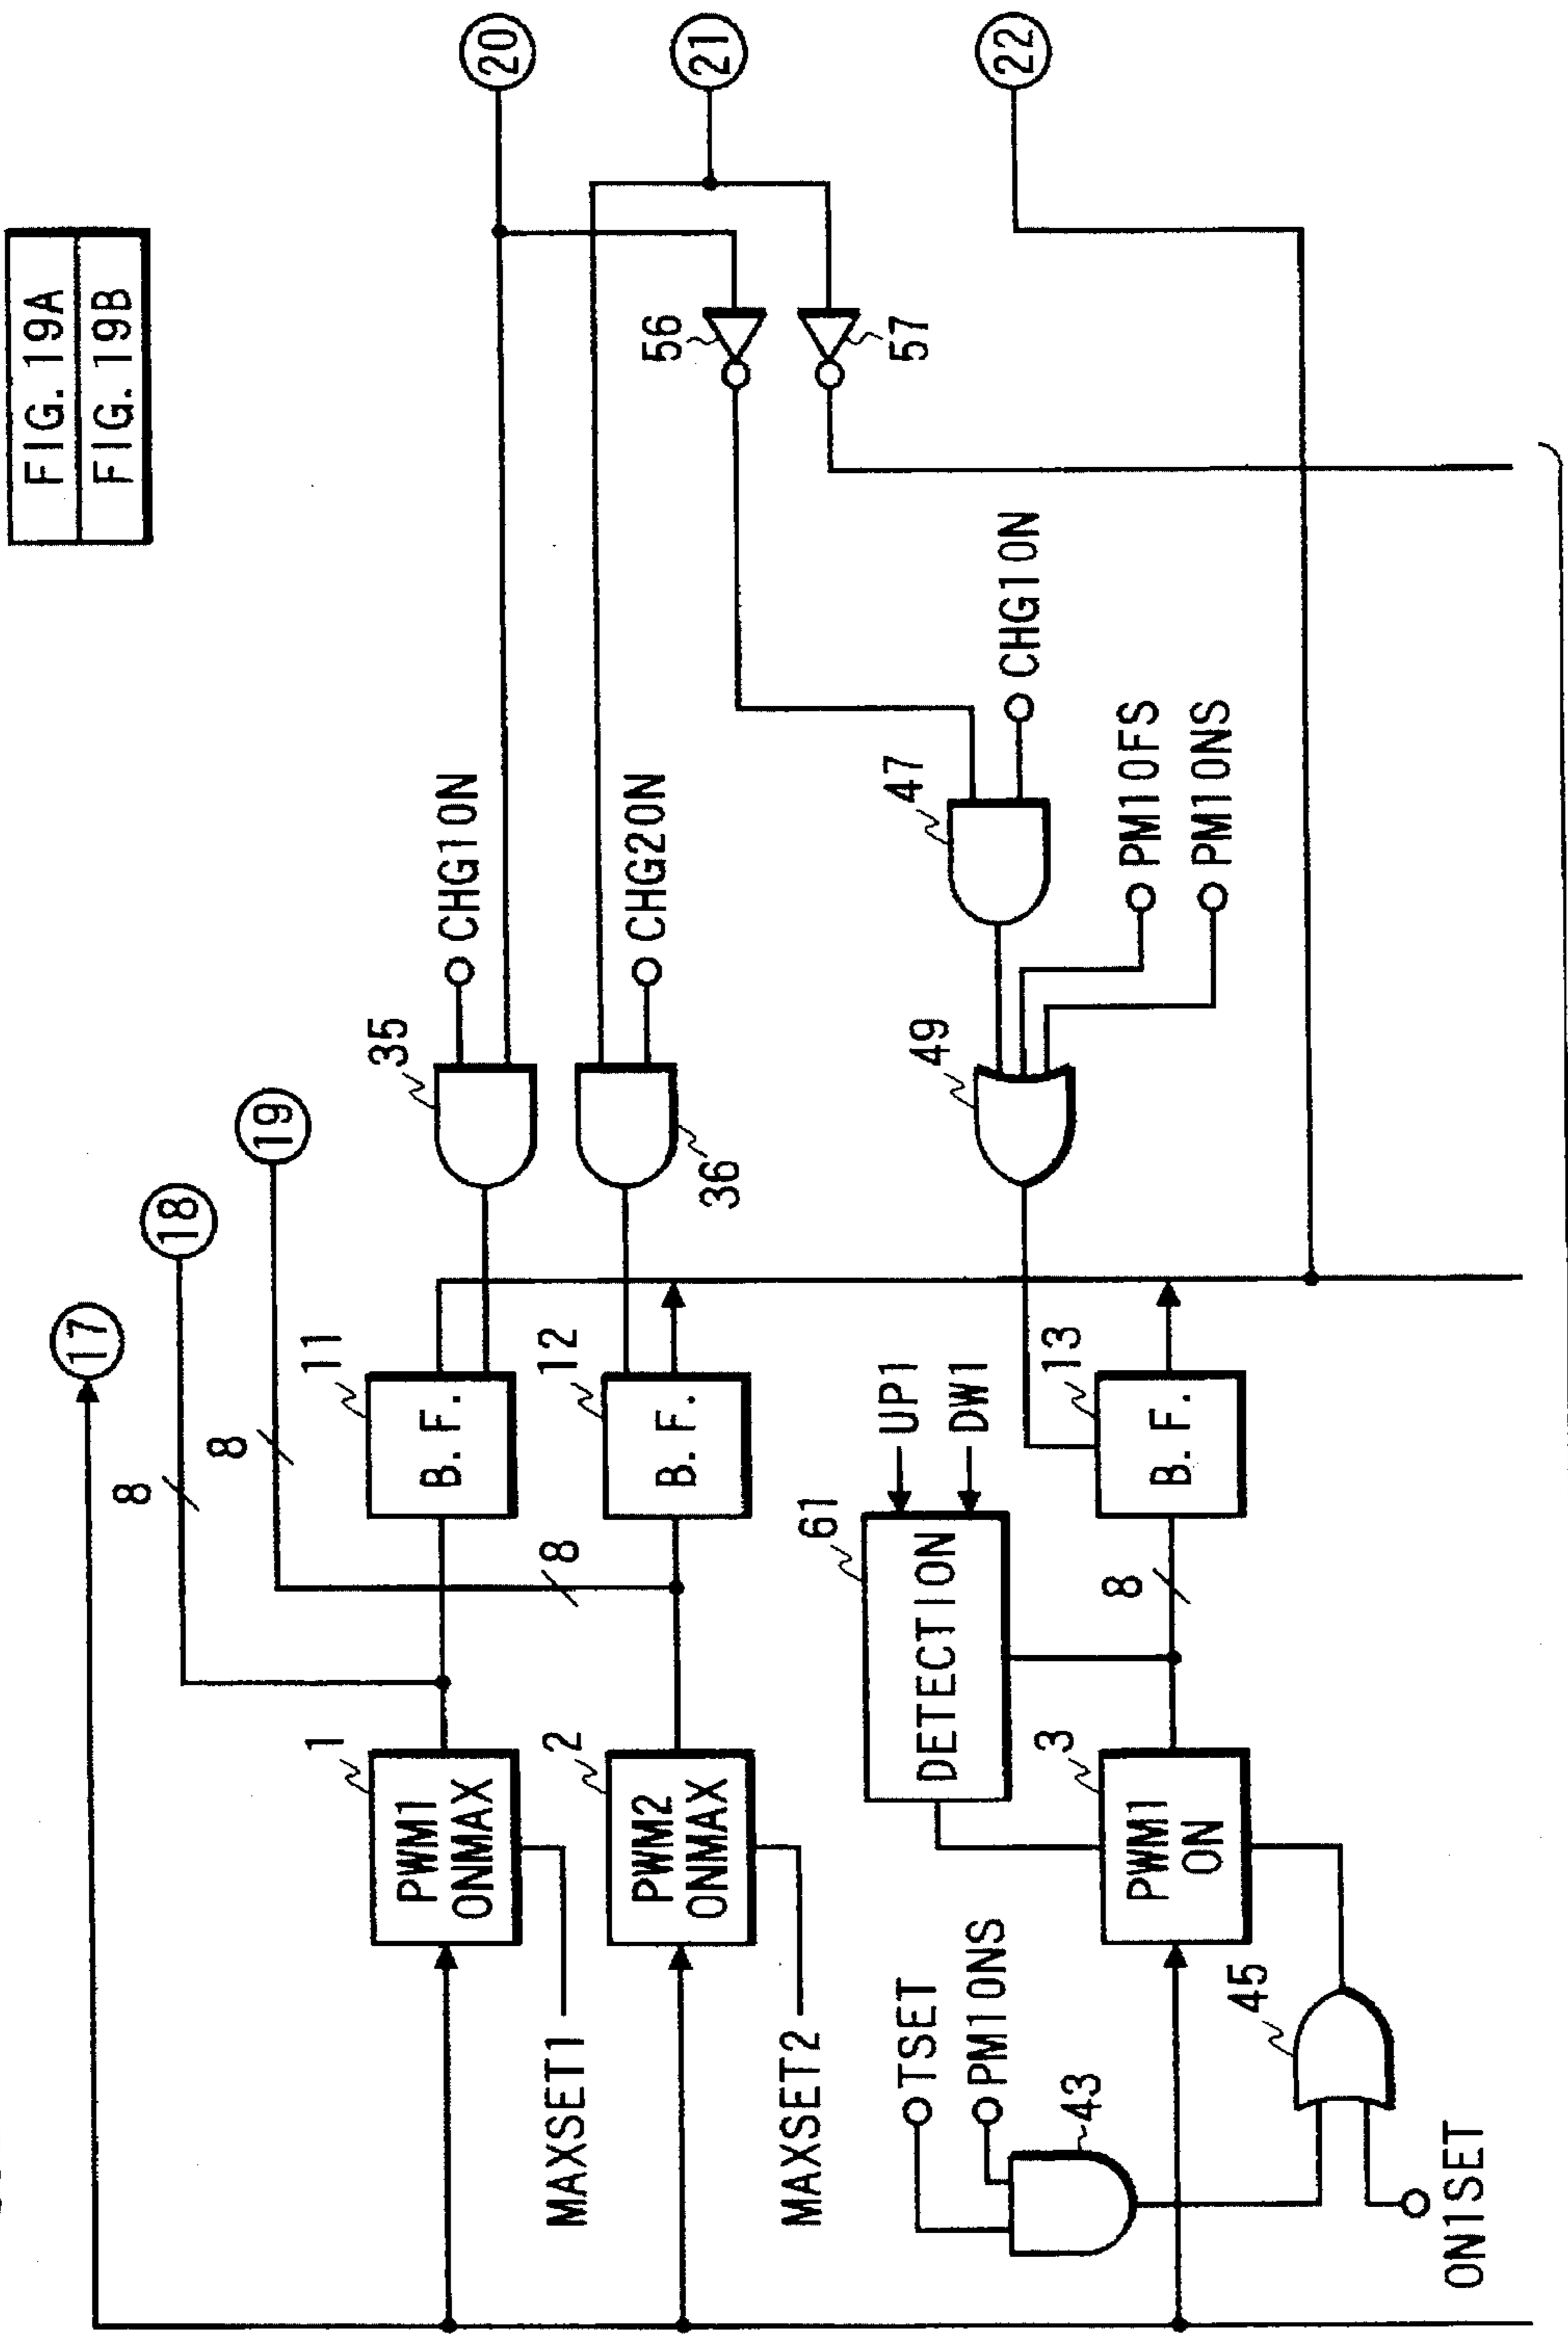 FIG.19A
FIG.19B
17
18
19
8
8
1
11
35
PWM1
ONMAX
B.F.
CHG1ON
20
MAXSET1
2
8
12
36
PWM2
ONMAX
B.F.
CHG2ON
56
21
MAXSET2
61
UP1
57
TSET
DETECTION
DW1
49
47
PM1ONS
CHG1ON
22
43
3
13
8
PWM1
ON
B.F.
PM1OFS
PM1ONS
45
ON1SET